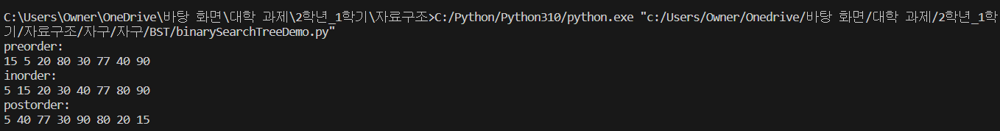 C:\Users\Owner\OneDrive\바탕 화면\대학 과제\2학년_1학기\자료구조>C:/Python/Python310/python.exe "c:/Users/Owner/Onedrive/바탕 화면/대학 과제/2학년_1학
기/자료구조/자구/자구/BST/binarySearchTreeDemo.py"
preorder:
15 5 20 80 30 77 40 90
inorder:
5 15 20 30 40 77 80 90
postorder:
5 40 77 30 90 80 20 15